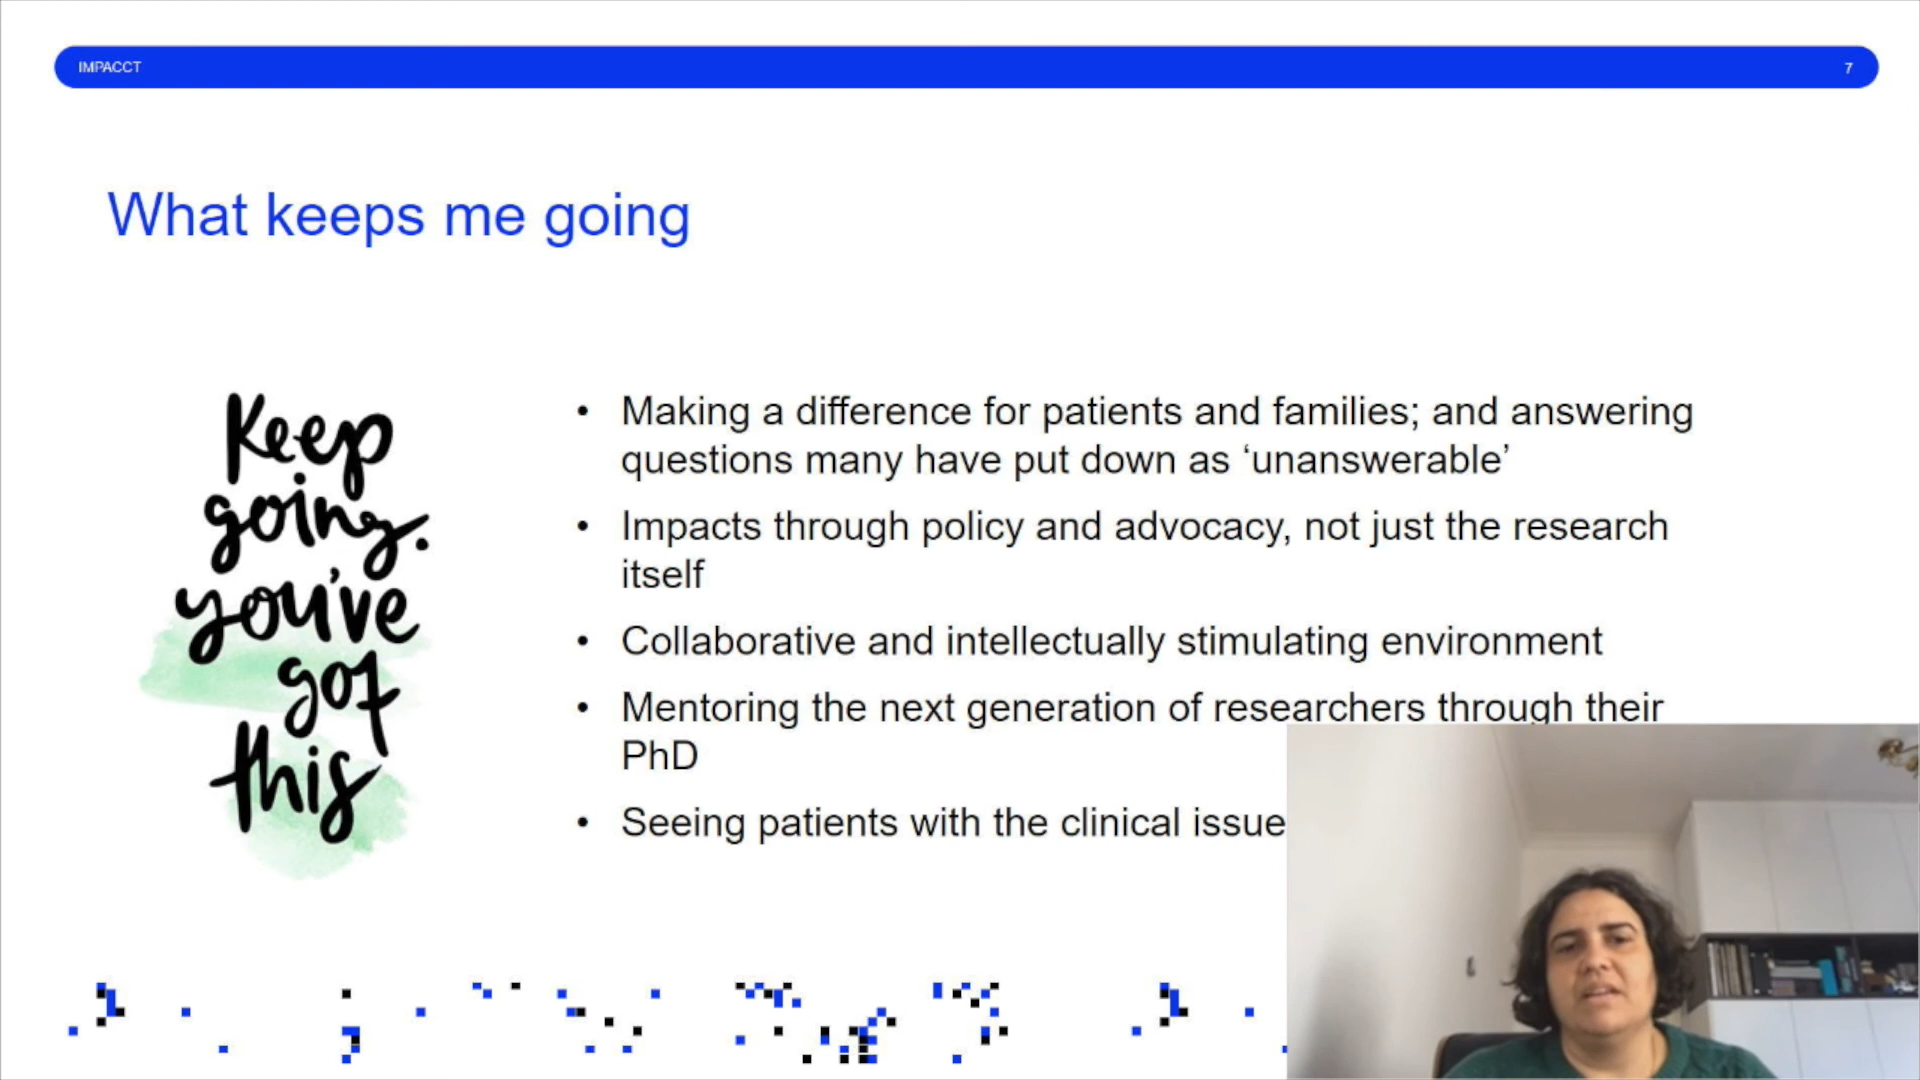 IMPACCT
7
What keeps me going
Keep
going.
you've
got
this
• Making a difference for patients and families; and answering
questions many have put down as ‘unanswerable’
• Impacts through policy and advocacy, not just the research
itself
• Collaborative and intellectually stimulating environment
• Mentoring the next generation of researchers through their
PhD
• Seeing patients with the clinical issue